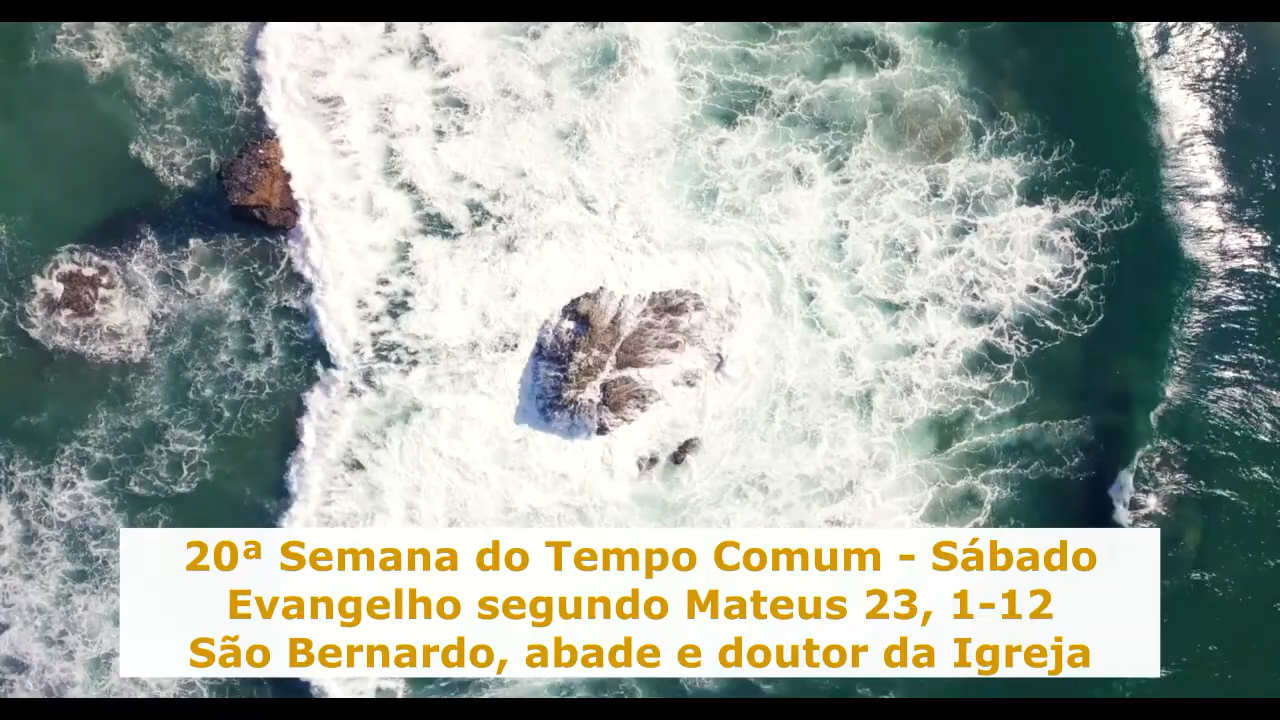 20ª Semana do Tempo Comum - Sábado
Evangelho segundo Mateus 23, 1-12
São Bernardo, abade e doutor da Igreja